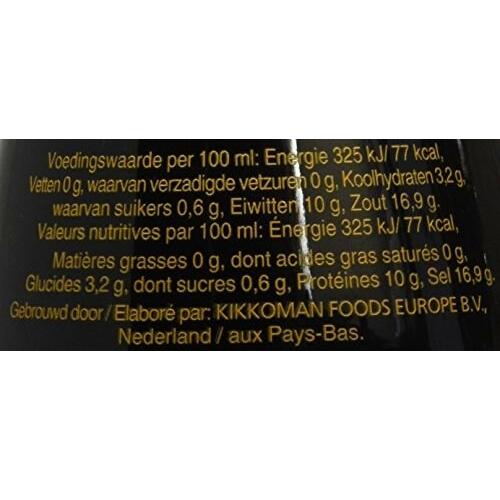 Voedingswaarde per 100 ml: Energie 325 kJ/ 77 kcal,
Vetten 0 g, waarvan verzadigde vetzuren 0 g, Koolhydraten 3,2 g,
waarvan suikers 0,6 g, Eiwitten 10 g, Zout 16,9 g.
Valeurs nutritives par 100 ml: Énergie 325 kJ/ 77 kcal,
Matières grasses 0 g, dont acides gras saturés 0 g,
Glucides 3,2 g, dont sucres 0,6 g, Protéines 10 g, Sel 16,9 g.
Gebrouwd door / Elaboré par: KIKKOMAN FOODS EUROPE B.V.,
Nederland / aux Pays-Bas.